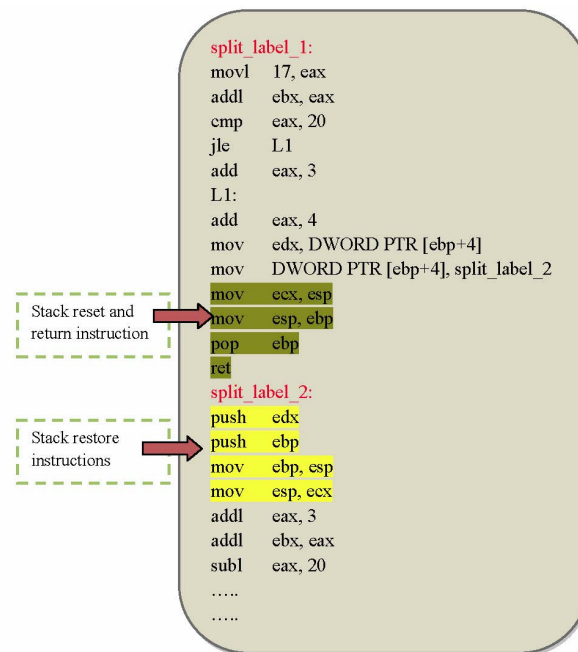 split_label_1:
movl 17, eax
addl ebx, eax
cmp eax, 20
jle L1
add eax, 3
L1:
add eax, 4
mov edx, DWORD PTR [ebp+4]
mov DWORD PTR [ebp+4], split_label_2
mov ecx, esp
mov esp, ebp
pop ebp
ret
split_label_2:
push edx
push ebp
mov ebp, esp
mov esp, ecx
addl eax, 3
addl ebx, eax
subl eax, 20
.....
.....
Stack reset and
return instruction
Stack restore
instructions